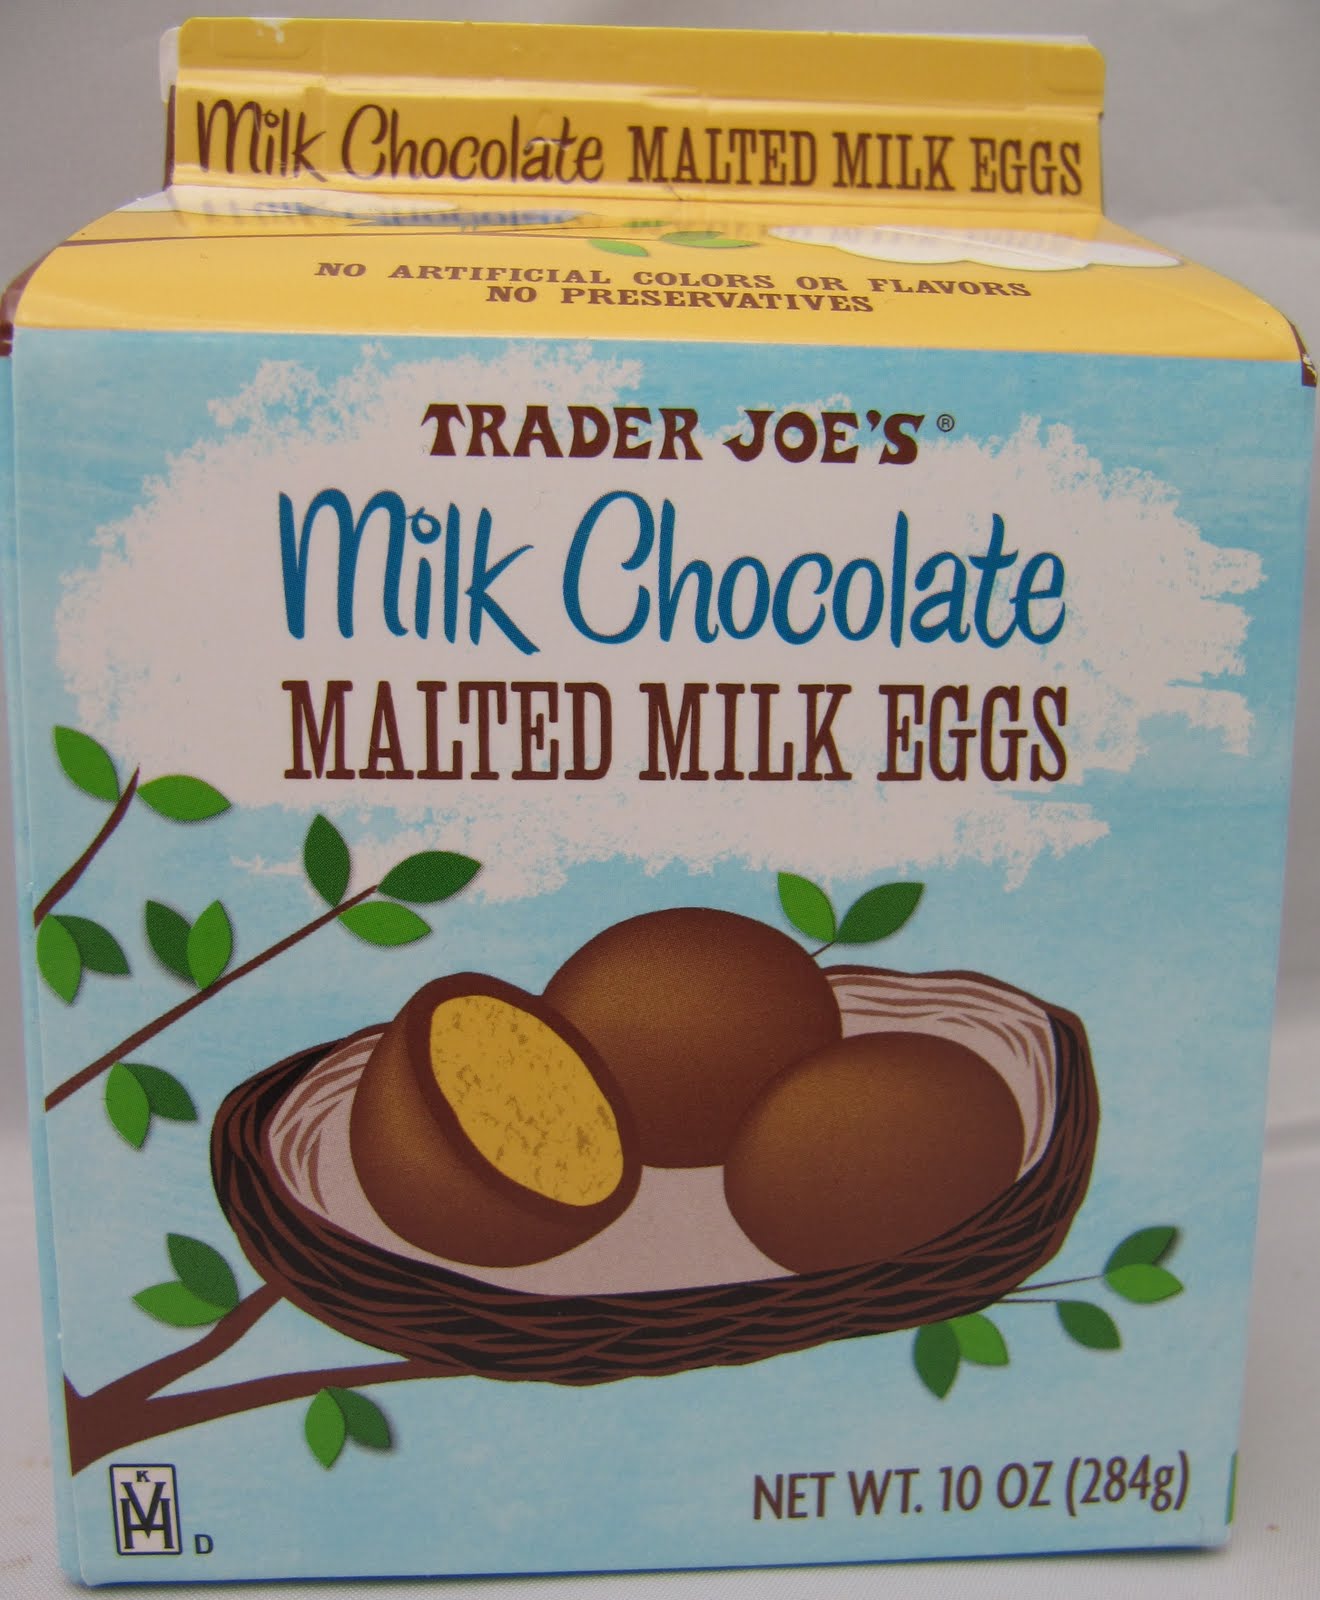 Milk Chocolate MALTED MILK EGGS
NO ARTIFICIAL COLORS OR FLAVORS
NO PRESERVATIVES
TRADER JOE'S®
Milk Chocolate
MALTED MILK EGGS
K
VH D
NET WT. 10 OZ (284g)